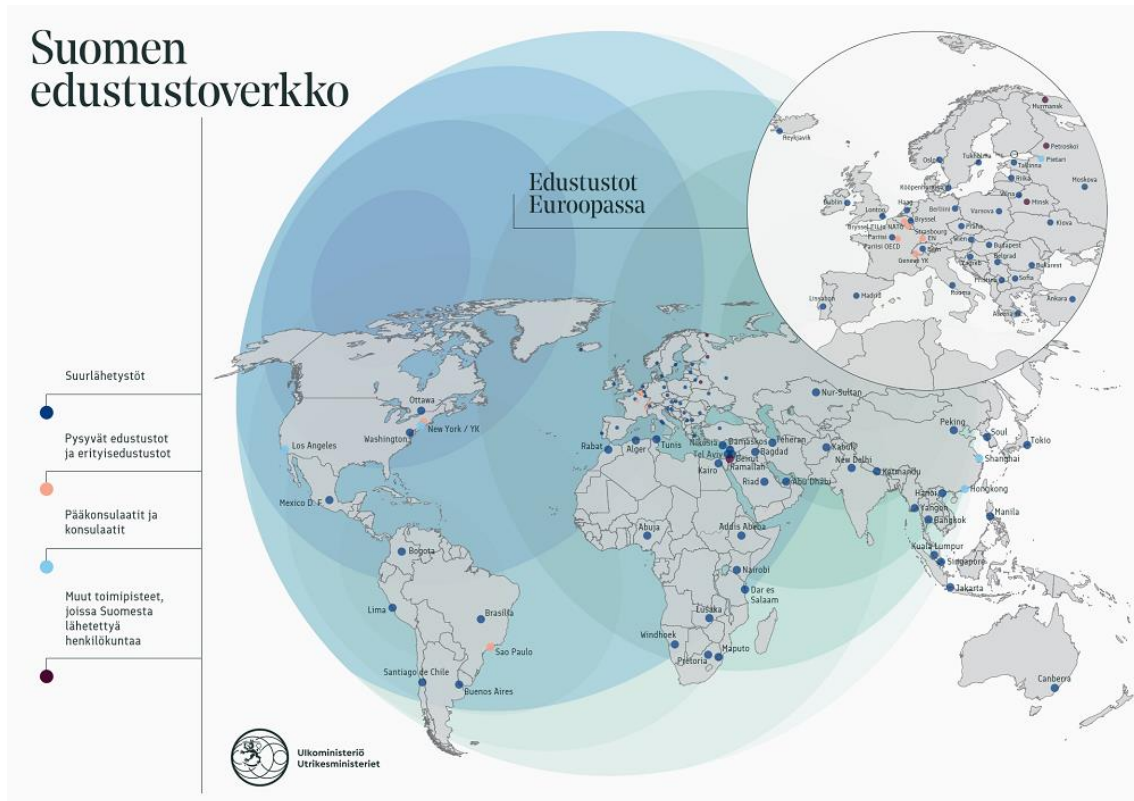 Suomen
edustustoverkko
Edustustot
Euroopassa
Suurlähetystöt
Pysyvät edustustot
ja erityisedustustot
Pääkonsulaatit ja
konsulaatit
Muut toimipisteet,
joissa Suomesta
lähetettyä
henkilökuntaa
Reykjavik
Murmansk
Petroskoi
Pietari
Oslo
Tukholma
Tallinna
Riika
Moskova
Kööpenhamina
Vilna
Minsk
Dublin
Lontoo
Haag
Berliini
Varsova
Bryssel
Bryssel EU ja NATO
Kiova
Praha
Strasbourg
EN
Pariisi
Pariisi OECD
Wien
Budapest
Bern
Geneve YK
Zagreb
Belgrad
Bukarest
Pristina
Sofia
Rooma
Lissabon
Madrid
Ankara
Ateena
Ottawa
New York / YK
Washington
Los Angeles
Mexico D. F
Bogota
Lima
Brasilia
Sao Paulo
Santiago de Chile
Buenos Aires
Rabat
Alger
Tunis
Nikosia
Damaskos
Teheran
Tel Aviv
Beirut
Bagdad
Kairo
Ramallah
Riad
Abu Dhabi
Nur-Sultan
Kabul
New Delhi
Katmandu
Peking
Soul
Tokio
Shanghai
Hongkong
Hanoi
Yangon
Bangkok
Manila
Kuala Lumpur
Singapore
Jakarta
Canberra
Abuja
Addis Abeba
Nairobi
Dar es
Salaam
Lusaka
Windhoek
Pretoria
Maputo
Ulkoministeriö
Utrikesministeriet